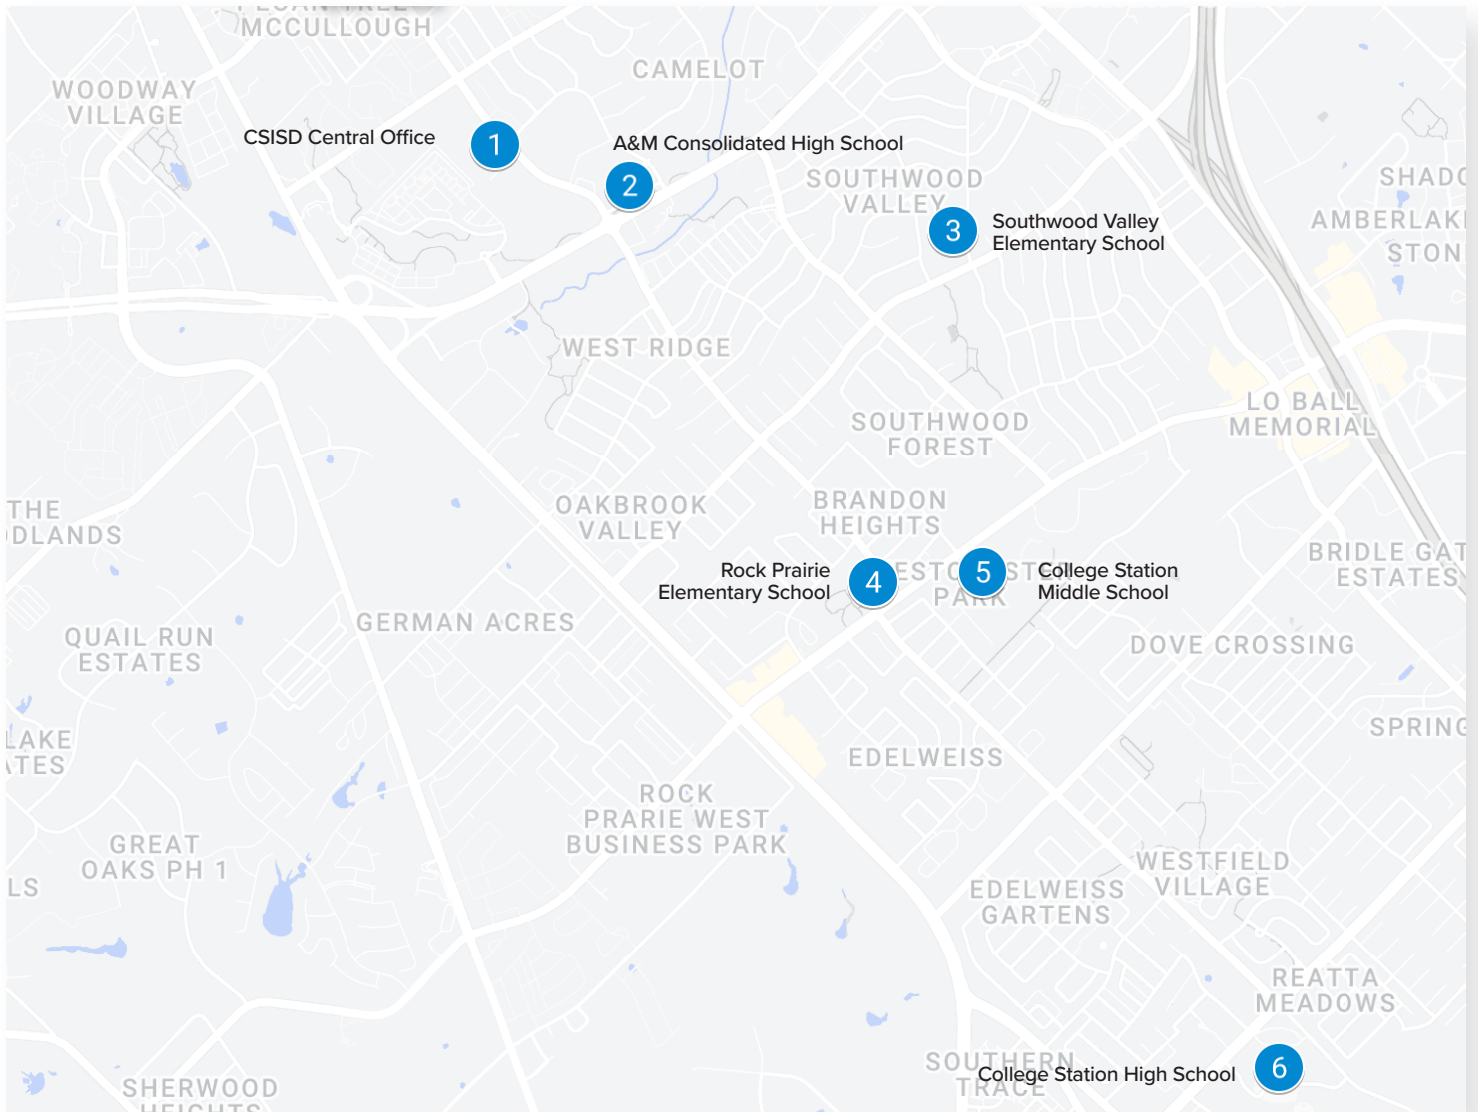 MCCULLOUGH
CAMELOT
WOODWAY
VILLAGE
CSISD Central Office
1
A&M Consolidated High School
2
SOUTHWOOD
VALLEY
3
Southwood Valley
Elementary School
SHADO
AMBERLAKE
STON
WEST RIDGE
LO BALL
MEMORIAL
SOUTHWOOD
FOREST
OAKBROOK
VALLEY
BRANDON
HEIGHTS
THE
DLANDS
BRIDLE GAT
ESTATES
Rock Prairie
Elementary School
4
ESTCHESTER
PARK
5
College Station
Middle School
GERMAN ACRES
QUAIL RUN
ESTATES
DOVE CROSSING
SPRING
LAKE
ATES
EDELWEISS
ROCK
PRARIE WEST
BUSINESS PARK
GREAT
OAKS PH 1
LS
WESTFIELD
VILLAGE
EDELWEISS
GARTENS
REATTA
MEADOWS
SOUTHERN
TRACE
College Station High School
6
SHERWOOD
HEIGHTS